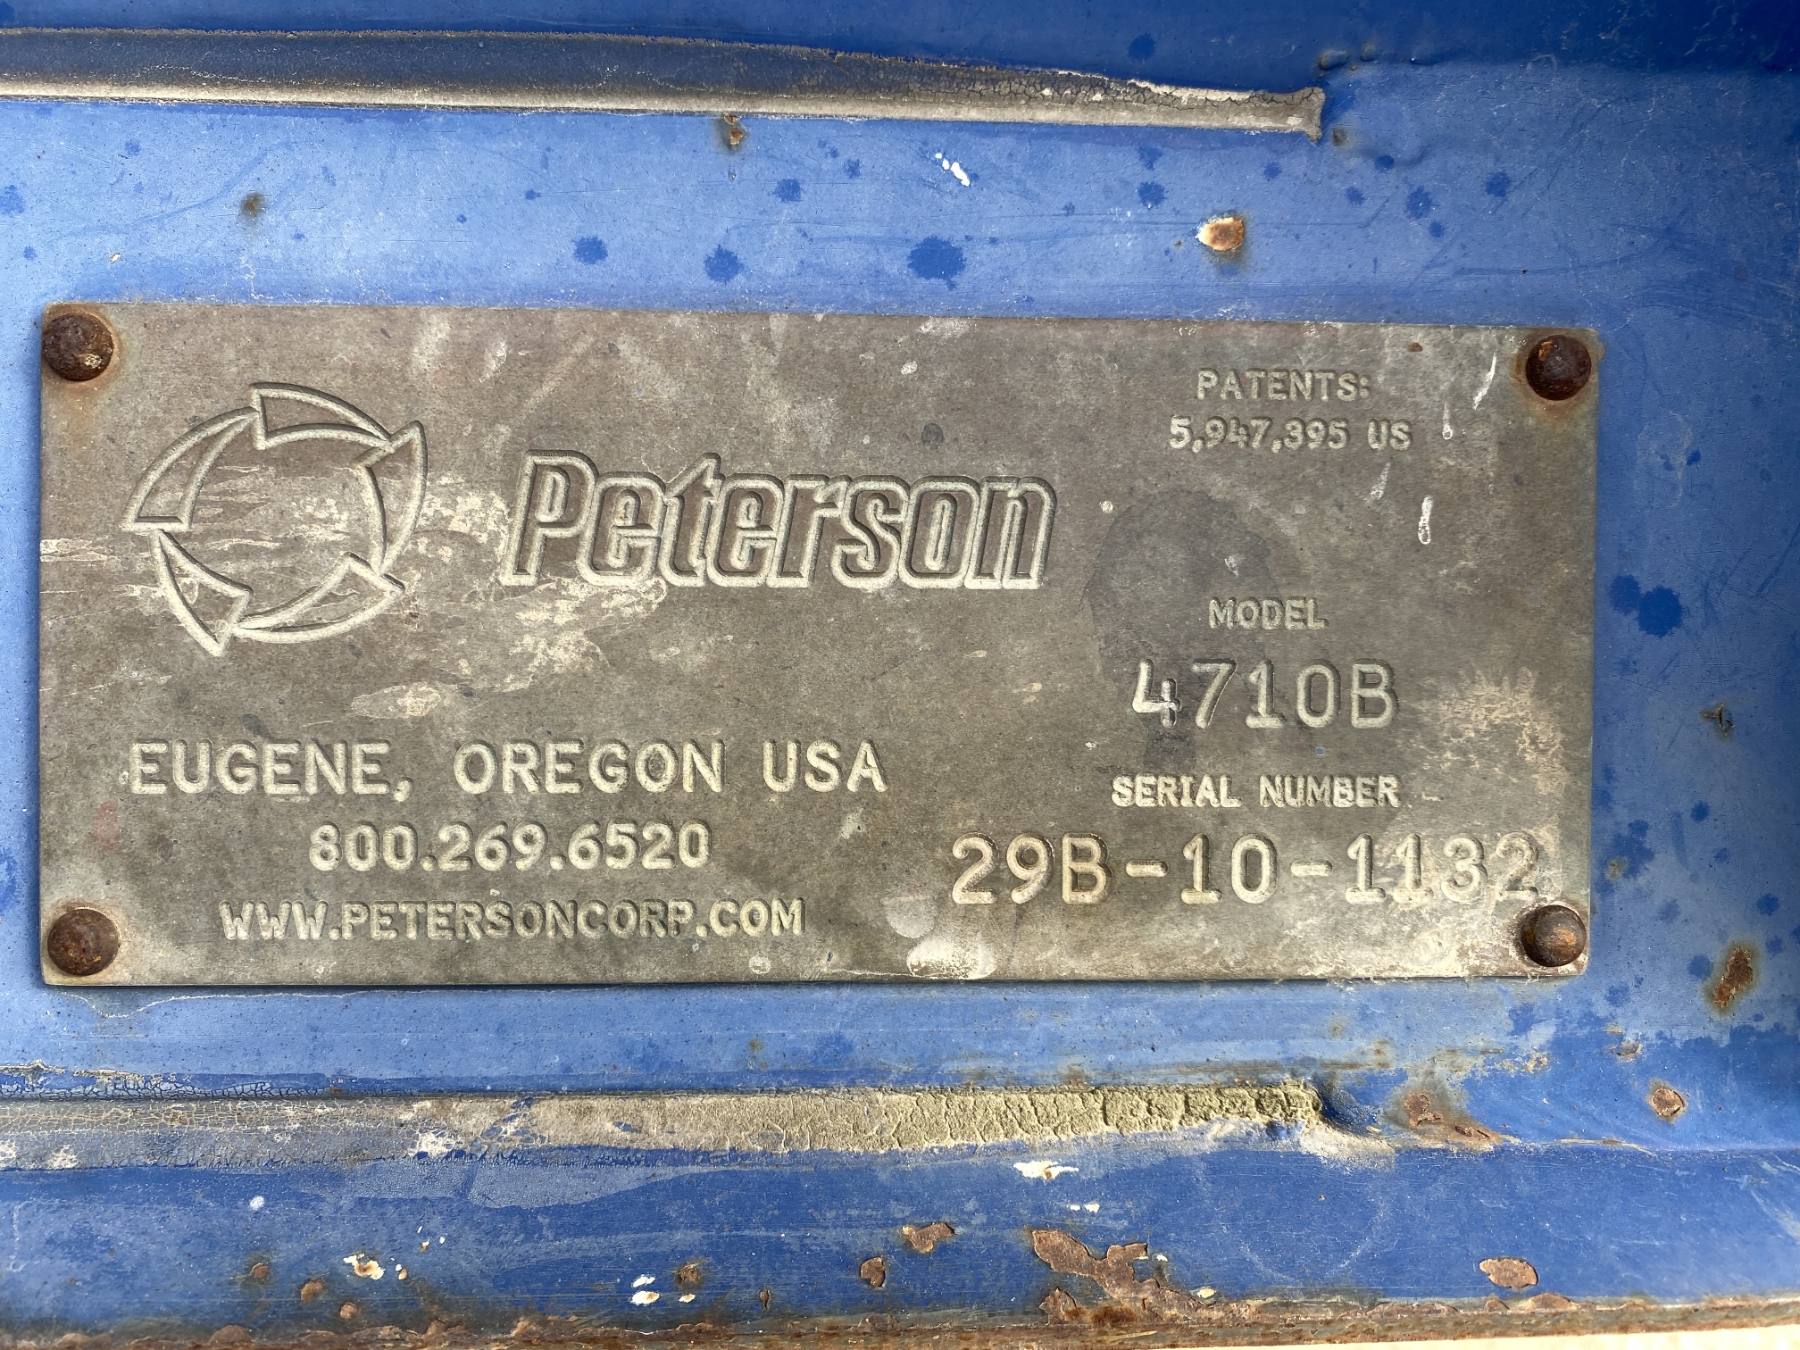 Peterson
EUGENE, OREGON USA
800.269.6520
WWW.PETERSONCORP.COM
PATENTS:
5,947,395 US
MODEL
4710B
SERIAL NUMBER
29B-10-1132